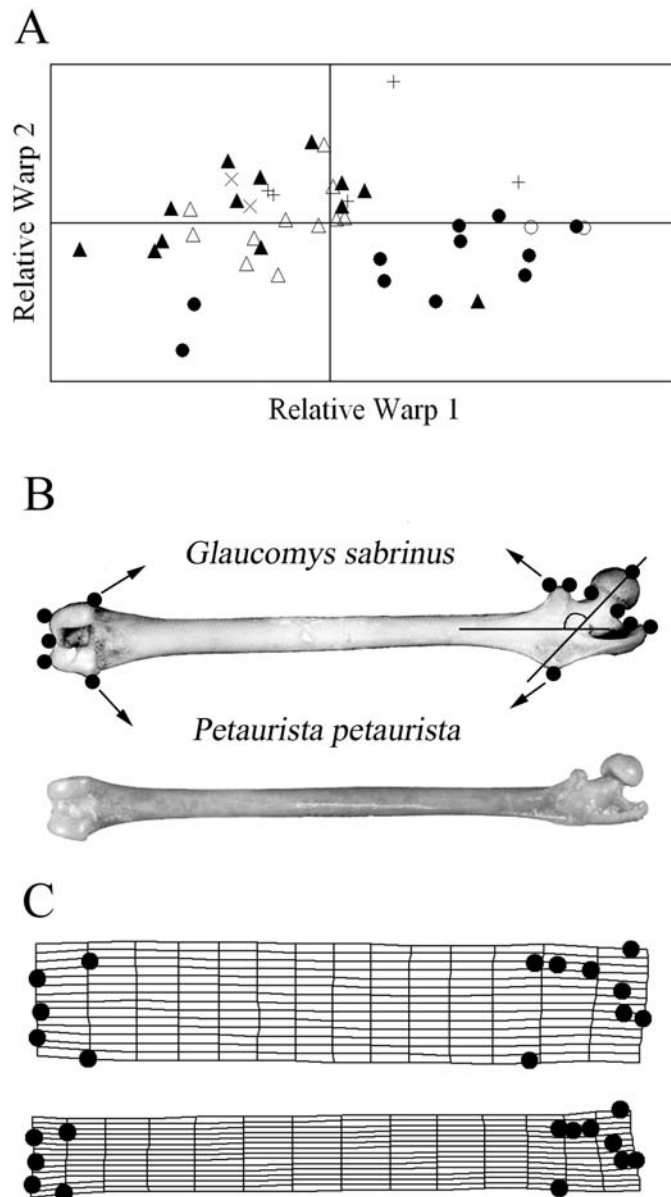 A
Relative Warp 2
Relative Warp 1
B
Glaucomys sabrinus
Petaurista petaurista
C